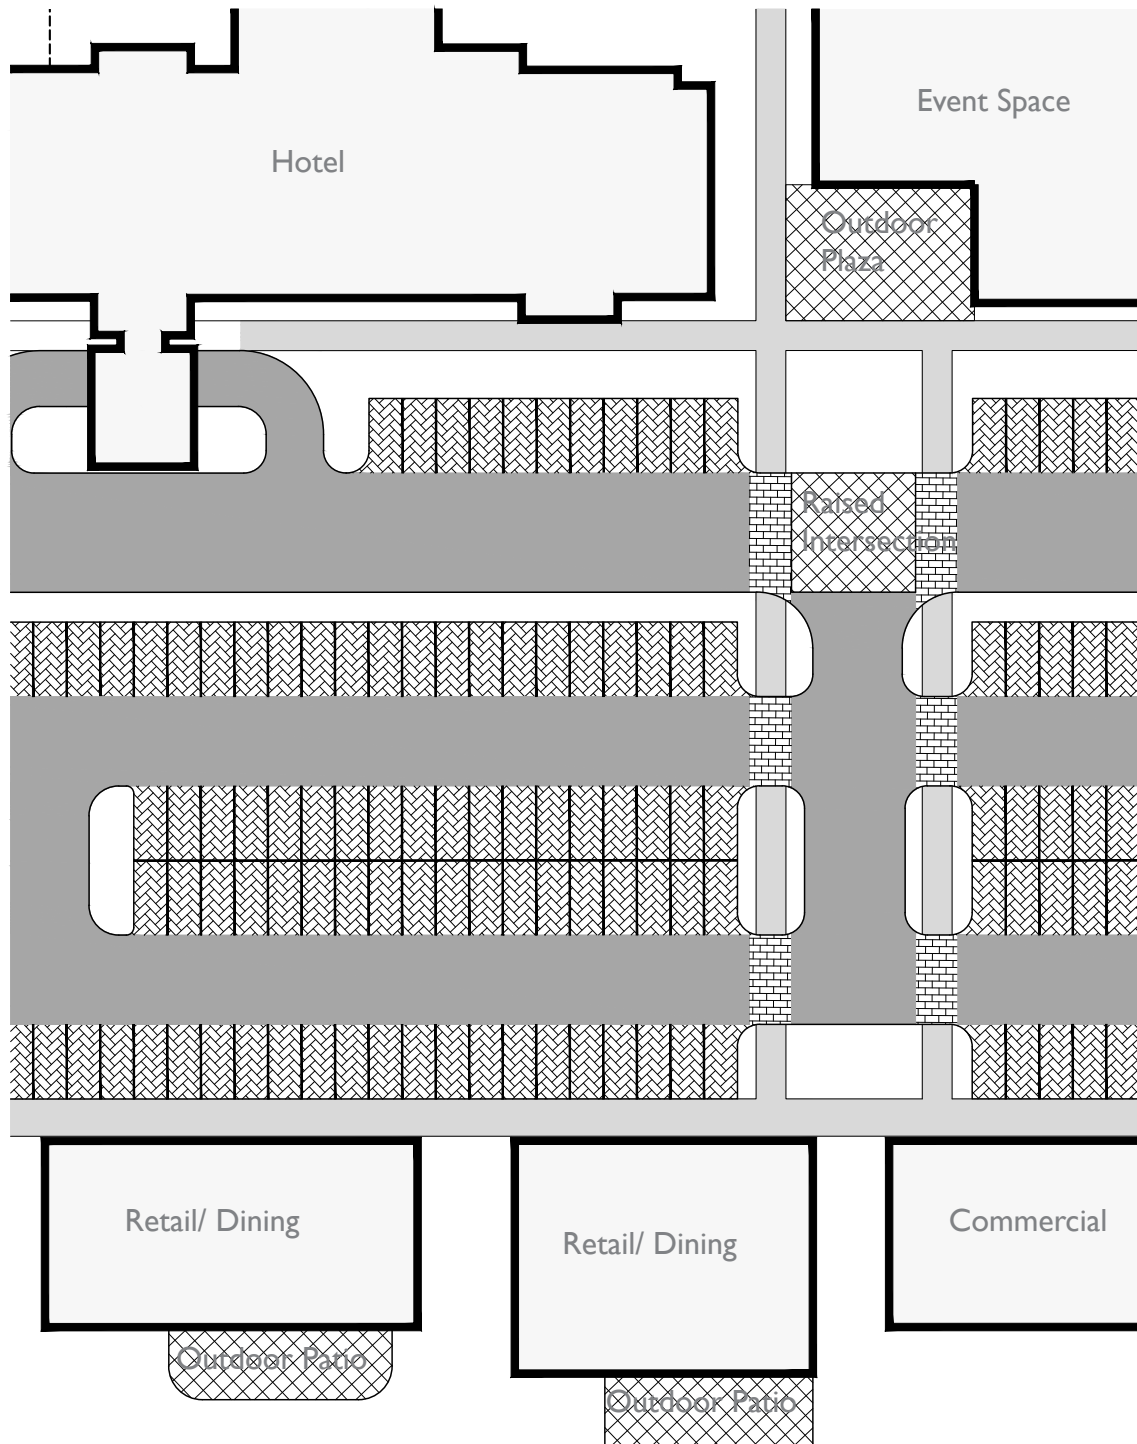 Event Space
Hotel
Outdoor
Plaza
Raised
Intersection
Retail/ Dining
Retail/ Dining
Commercial
Outdoor Patio
Outdoor Patio